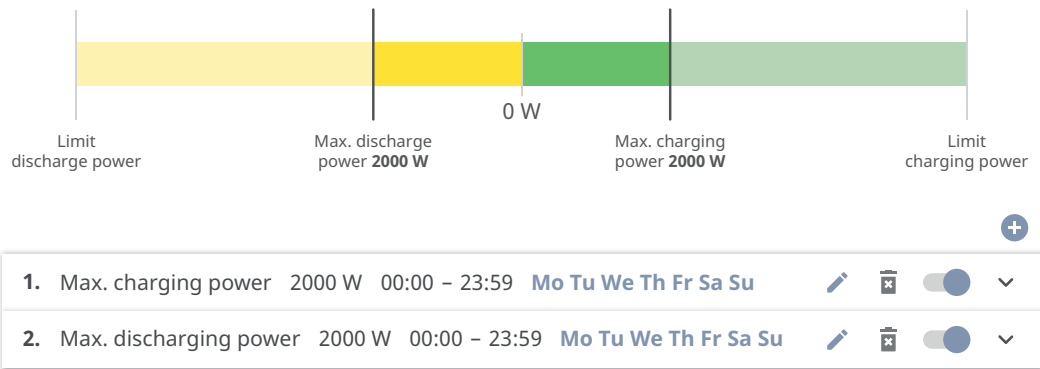 0 W
Limit
discharge power
Max. discharge
power 2000 W
Max. charging
power 2000 W
Limit
charging power
1. Max. charging power 2000 W 00:00 – 23:59 Mo Tu We Th Fr Sa Su
2. Max. discharging power 2000 W 00:00 – 23:59 Mo Tu We Th Fr Sa Su